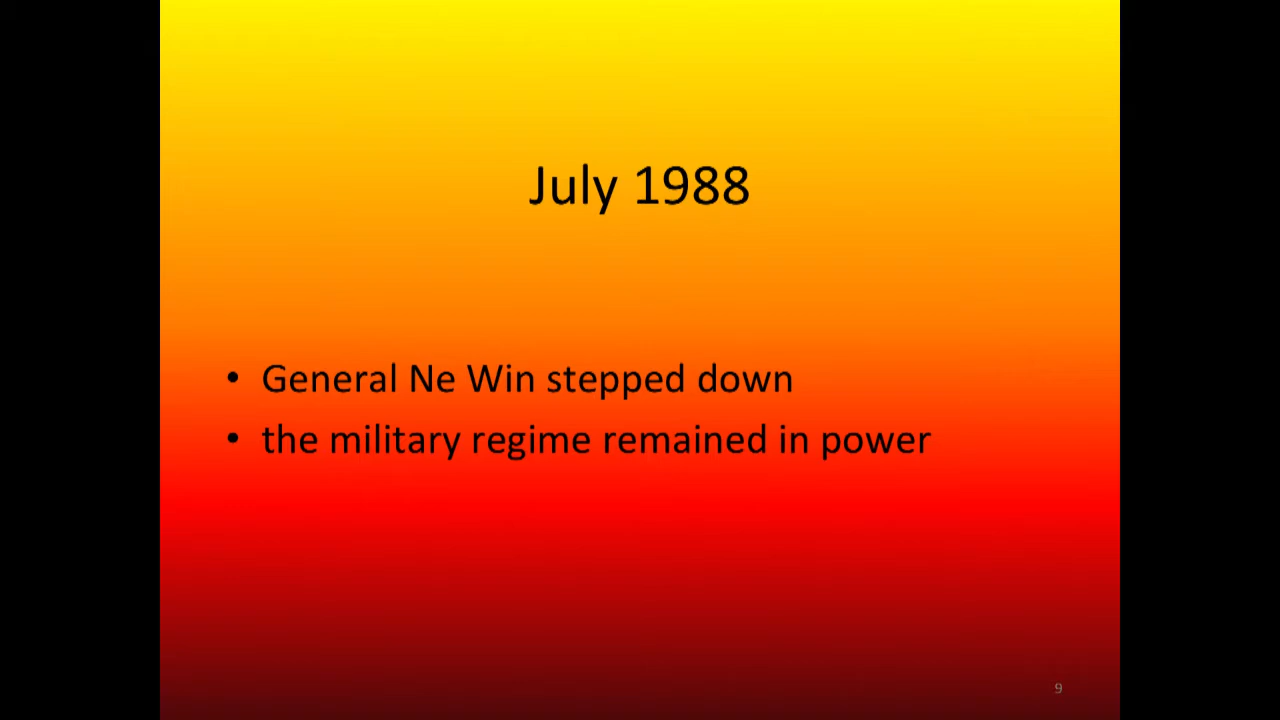 July 1988
• General Ne Win stepped down
• the military regime remained in power
9